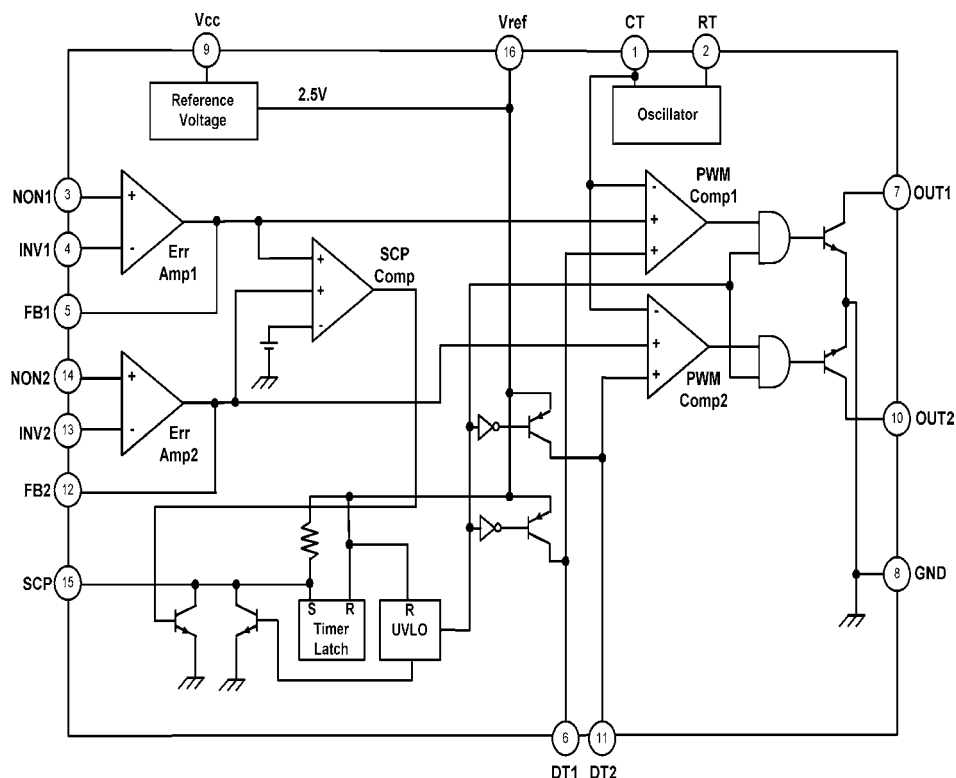 Vcc
Vref
CT
RT
9
16
1
2
Reference
Voltage
2.5V
Oscillator
NON1
3
+
INV1
4
-
Err
Amp1
FB1
5
SCP
Comp
+
+
-
PWM
Comp1
-
+
+
7
OUT1
NON2
14
+
INV2
13
-
Err
Amp2
FB2
12
-
+
+
PWM
Comp2
10
OUT2
SCP
15
S
R
Timer
Latch
R
UVLO
8
GND
6
11
DT1
DT2